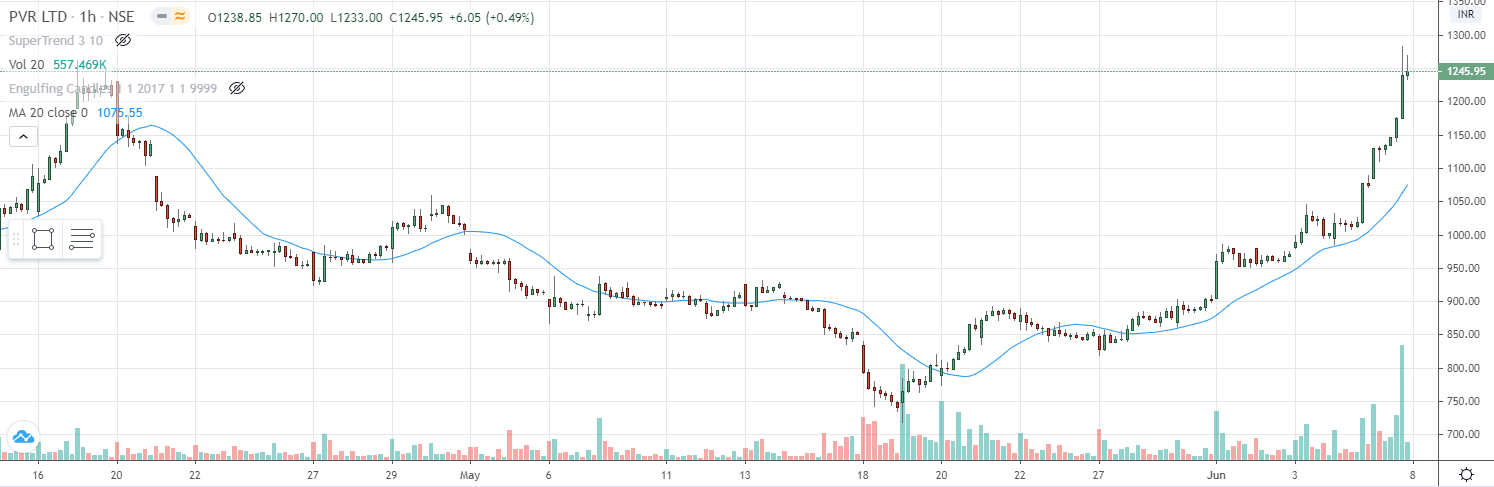 PVR LTD · 1h · NSE O1238.85 H1270.00 L1233.00 C1245.95 +6.05 (+0.49%)
SuperTrend 3 10
Vol 20 557.469K
Engulfing Candles 1 1 2017 1 1 9999
MA 20 close 0 1075.55
1350.00
INR
1300.00
1245.95
1200.00
1150.00
1100.00
1050.00
1000.00
950.00
900.00
850.00
800.00
750.00
700.00
16 20 22 27 29 May 6 11 13 18 20 22 27 Jun 3 8